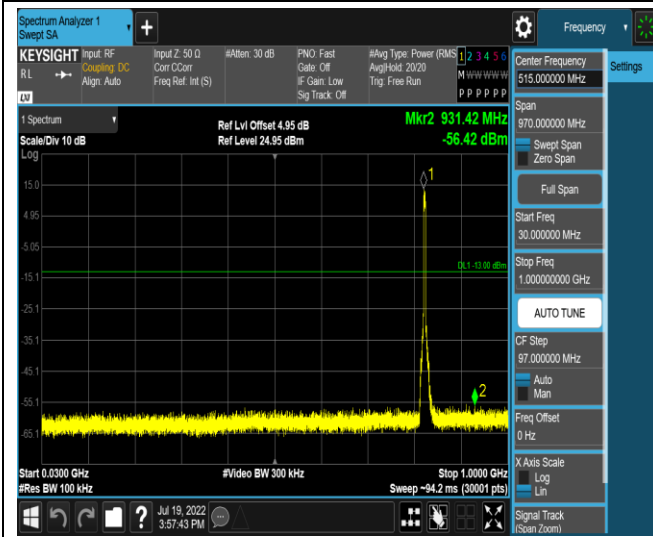 Spectrum Analyzer 1
Swept SA
Frequency
KEYSIGHT
RL
LXI
Input: RF
Coupling: DC
Align: Auto
Input Z: 50 Ω
Corr CCorr
Freq Ref: Int (S)
#Atten: 30 dB
PNO: Fast
Gate: Off
IF Gain: Low
Sig Track: Off
#Avg Type: Power (RMS
Avg|Hold: 20/20
Trig: Free Run
1 2 3 4 5 6
M W W W W W
P P P P P P
1 Spectrum
Scale/Div 10 dB
Log
Ref Lvl Offset 4.95 dB
Ref Level 24.95 dBm
Mkr2 931.42 MHz
-56.42 dBm
1
15.0
4.95
-5.05
DL1 -13.00 dBm
-15.1
-25.1
-35.1
-45.1
2
-55.1
-65.1
Start 0.0300 GHz
#Res BW 100 kHz
#Video BW 300 kHz
Stop 1.0000 GHz
Sweep ~94.2 ms (30001 pts)
Jul 19, 2022
3:57:43 PM
Center Frequency
515.000000 MHz
Span
970.000000 MHz
Swept Span
Zero Span
Full Span
Start Freq
30.000000 MHz
Stop Freq
1.000000000 GHz
AUTO TUNE
CF Step
97.000000 MHz
Auto
Man
Freq Offset
0 Hz
X Axis Scale
Log
Lin
Signal Track
(Span Zoom)
Settings